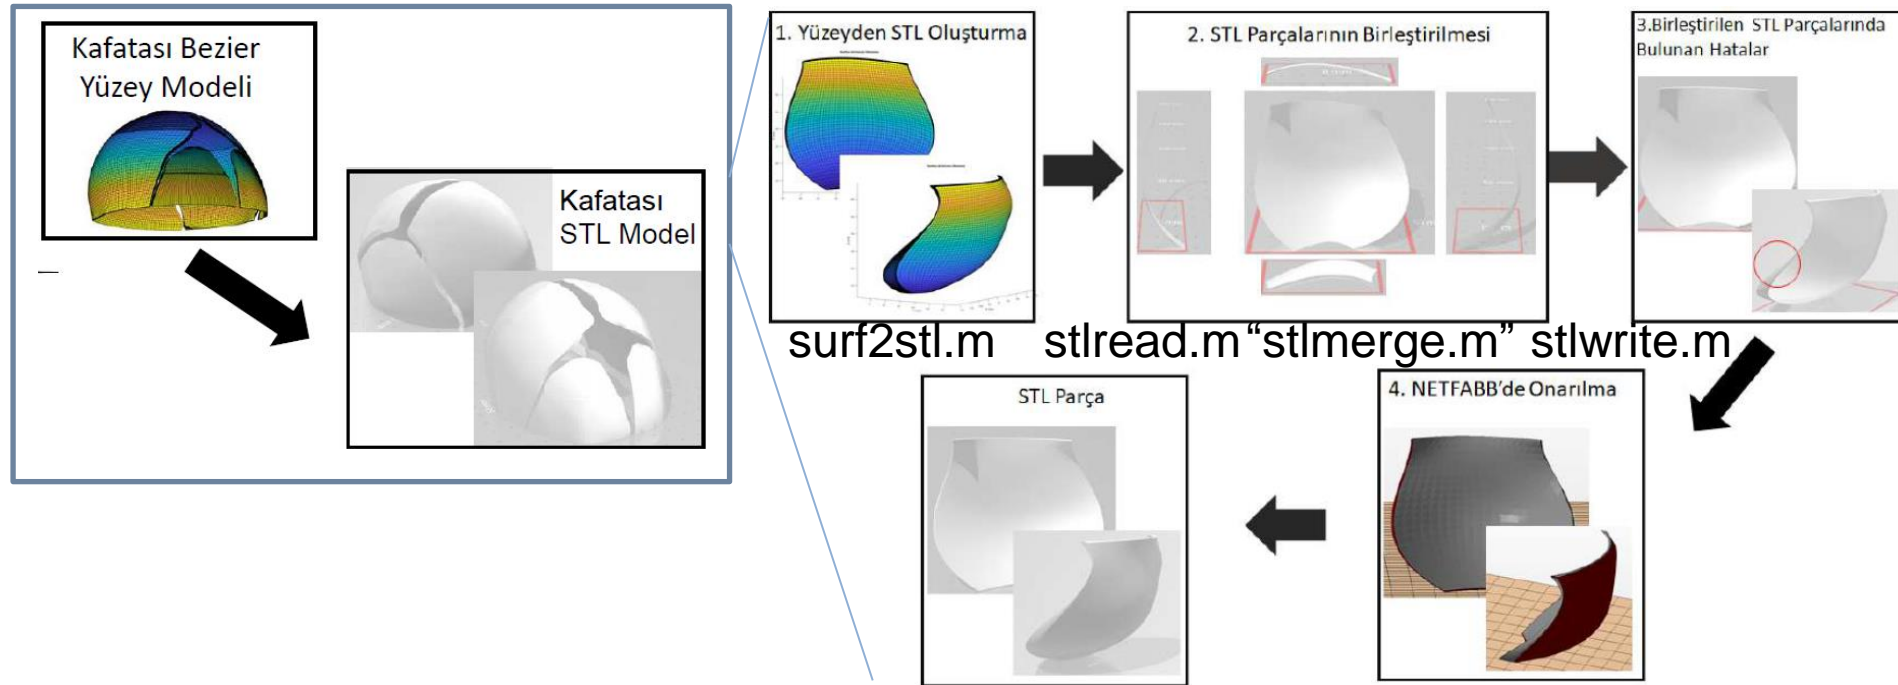 Kafatası Bezier
Yüzey Modeli
Kafatası
STL Model
1. Yüzeyden STL Oluşturma
2. STL Parçalarının Birleştirilmesi
3.Birleştirilen STL Parçalarında
Bulunan Hatalar
surf2stl.m
stlread.m “stlmerge.m” stlwrite.m
STL Parça
4. NETFABB’de Onarılma